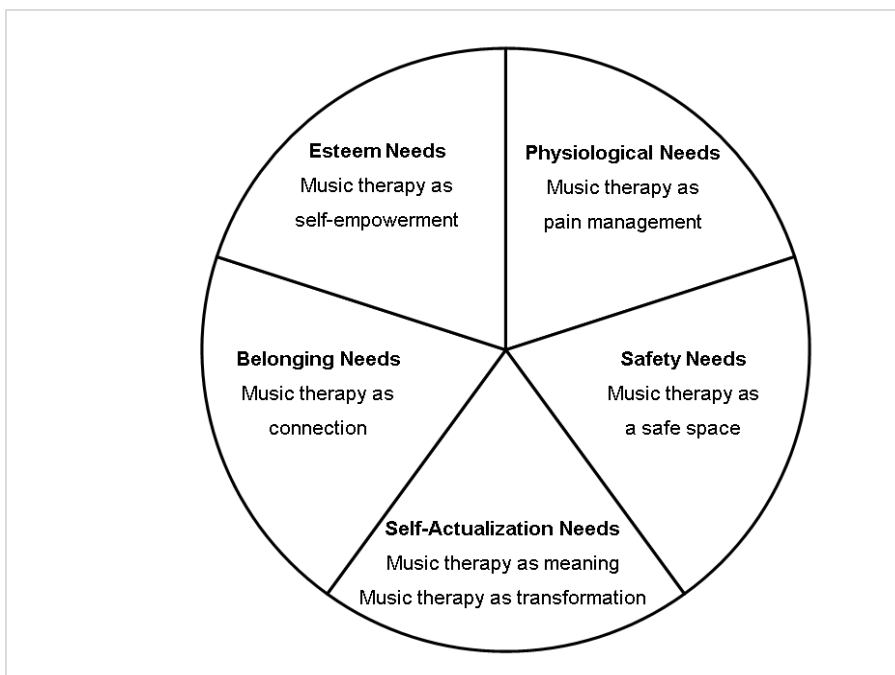 Esteem Needs
Music therapy as
self-empowerment
Physiological Needs
Music therapy as
pain management
Belonging Needs
Music therapy as
connection
Safety Needs
Music therapy as
a safe space
Self-Actualization Needs
Music therapy as meaning
Music therapy as transformation